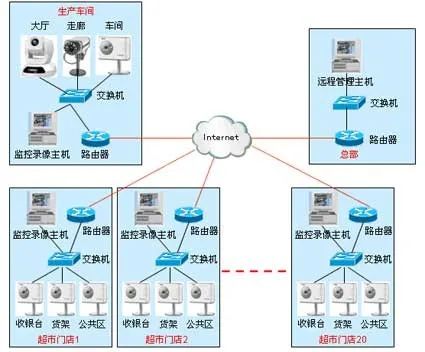 生产车间
大厅 走廊 车间
交换机
监控录像主机 路由器
Internet
远程管理主机
交换机
路由器
总部
路由器
监控录像主机
交换机
收银台 货架 公共区
超市门店1
路由器
监控录像主机
交换机
收银台 货架 公共区
超市门店2
路由器
监控录像主机
交换机
收银台 货架 公共区
超市门店20